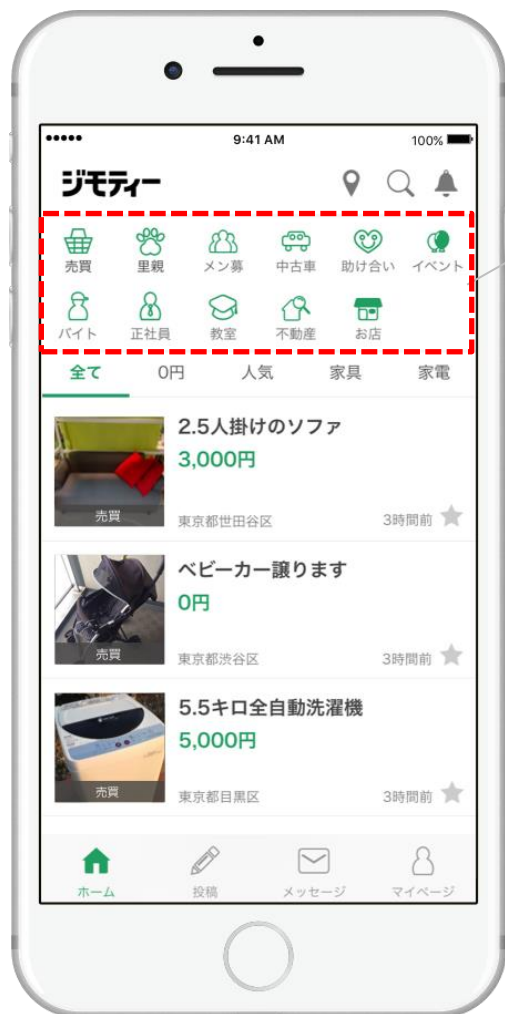 9:41 AM 100%
ジモティー
売買 里親 メン募 中古車 助け合い イベント
バイト 正社員 教室 不動産 お店
全て 0円 人気 家具 家電
2.5人掛けのソファ
3,000円
売買
東京都世田谷区 3時間前
ベビーカー譲ります
0円
売買
東京都渋谷区 3時間前
5.5キロ全自動洗濯機
5,000円
売買
東京都目黒区 3時間前
ホーム 投稿 メッセージ マイページ